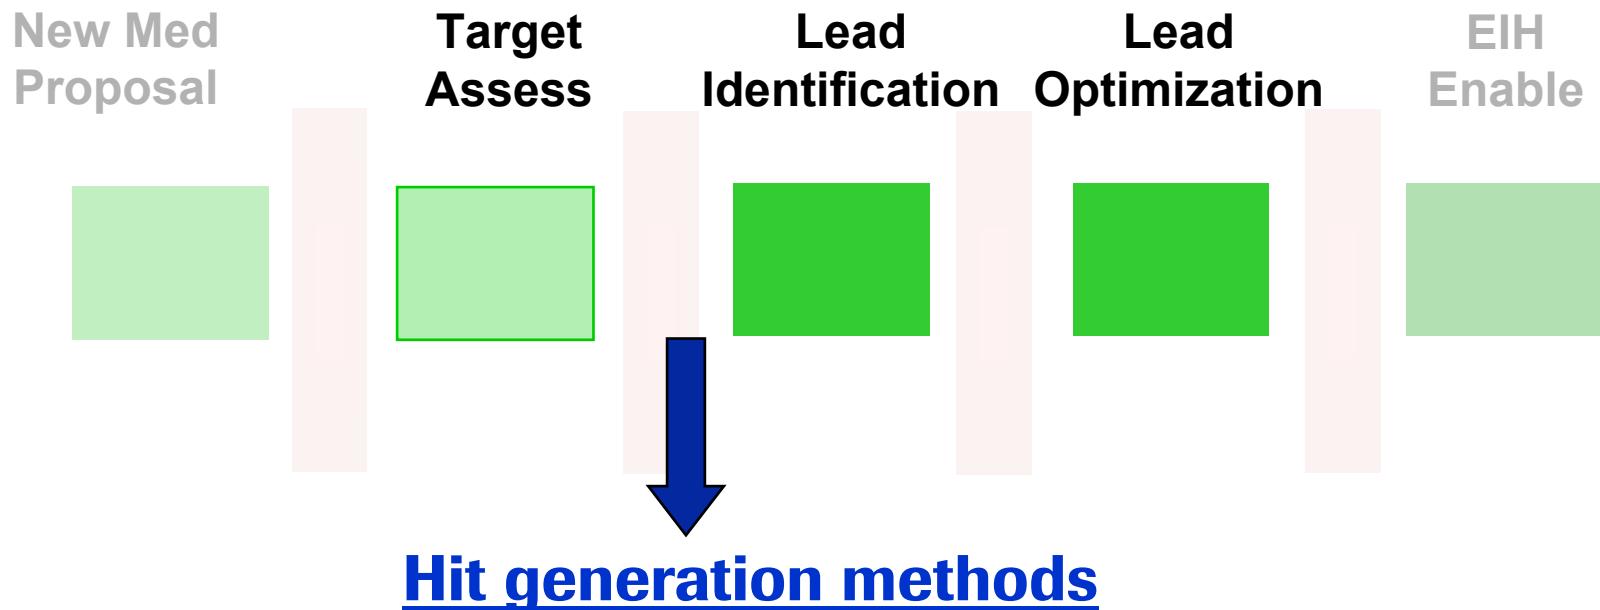 New Med
Proposal
Target
Assess
Lead
Identification
Lead
Optimization
EIH
Enable
Hit generation methods